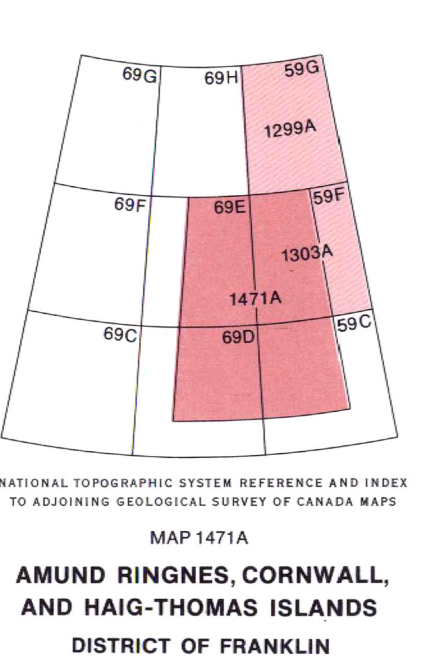 69G 69H 59G
1299A
69F 69E 59F
1303A
1471A
69C 69D 59C
NATIONAL TOPOGRAPHIC SYSTEM REFERENCE AND INDEX
TO ADJOINING GEOLOGICAL SURVEY OF CANADA MAPS
MAP 1471A
AMUND RINGNES, CORNWALL,
AND HAIG-THOMAS ISLANDS
DISTRICT OF FRANKLIN